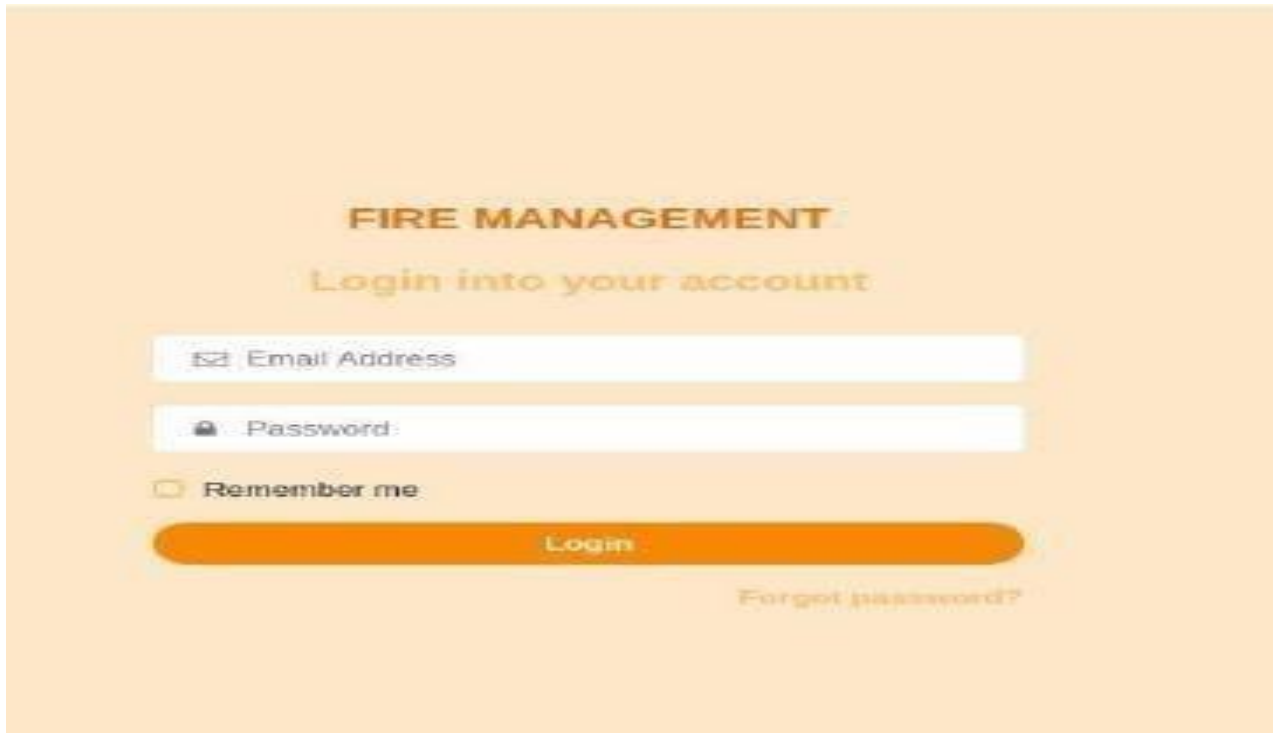 FIRE MANAGEMENT
Login into your account
Email Address
Password
Remember me
Login
Forgot password?